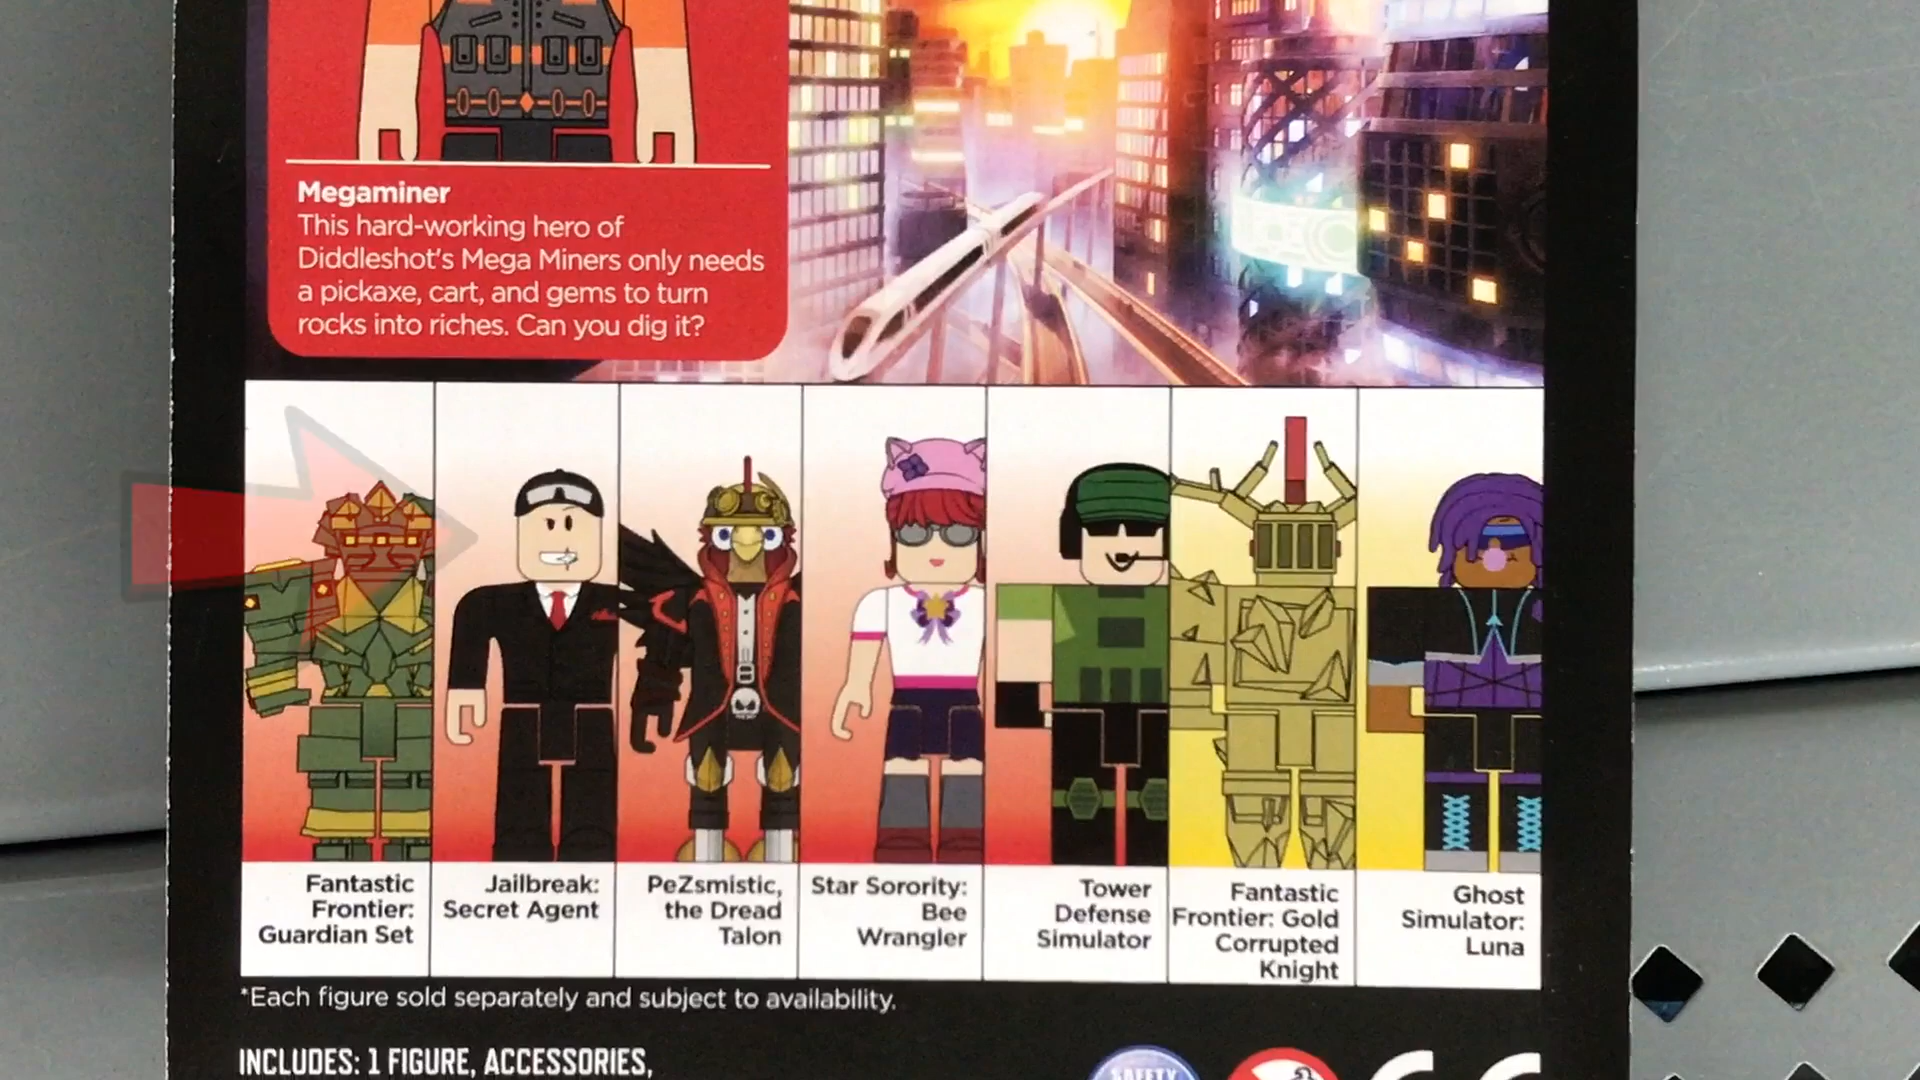 Megaminer
This hard-working hero of
Diddleshot's Mega Miners only needs
a pickaxe, cart, and gems to turn
rocks into riches. Can you dig it?
Fantastic
Frontier:
Guardian Set
Jailbreak:
Secret Agent
PeZsmistic,
the Dread
Talon
Star Sorority:
Bee
Wrangler
Tower
Defense
Simulator
Fantastic
Frontier: Gold
Corrupted
Knight
Ghost
Simulator:
Luna
*Each figure sold separately and subject to availability.
INCLUDES: 1 FIGURE, ACCESSORIES,
SAFETY